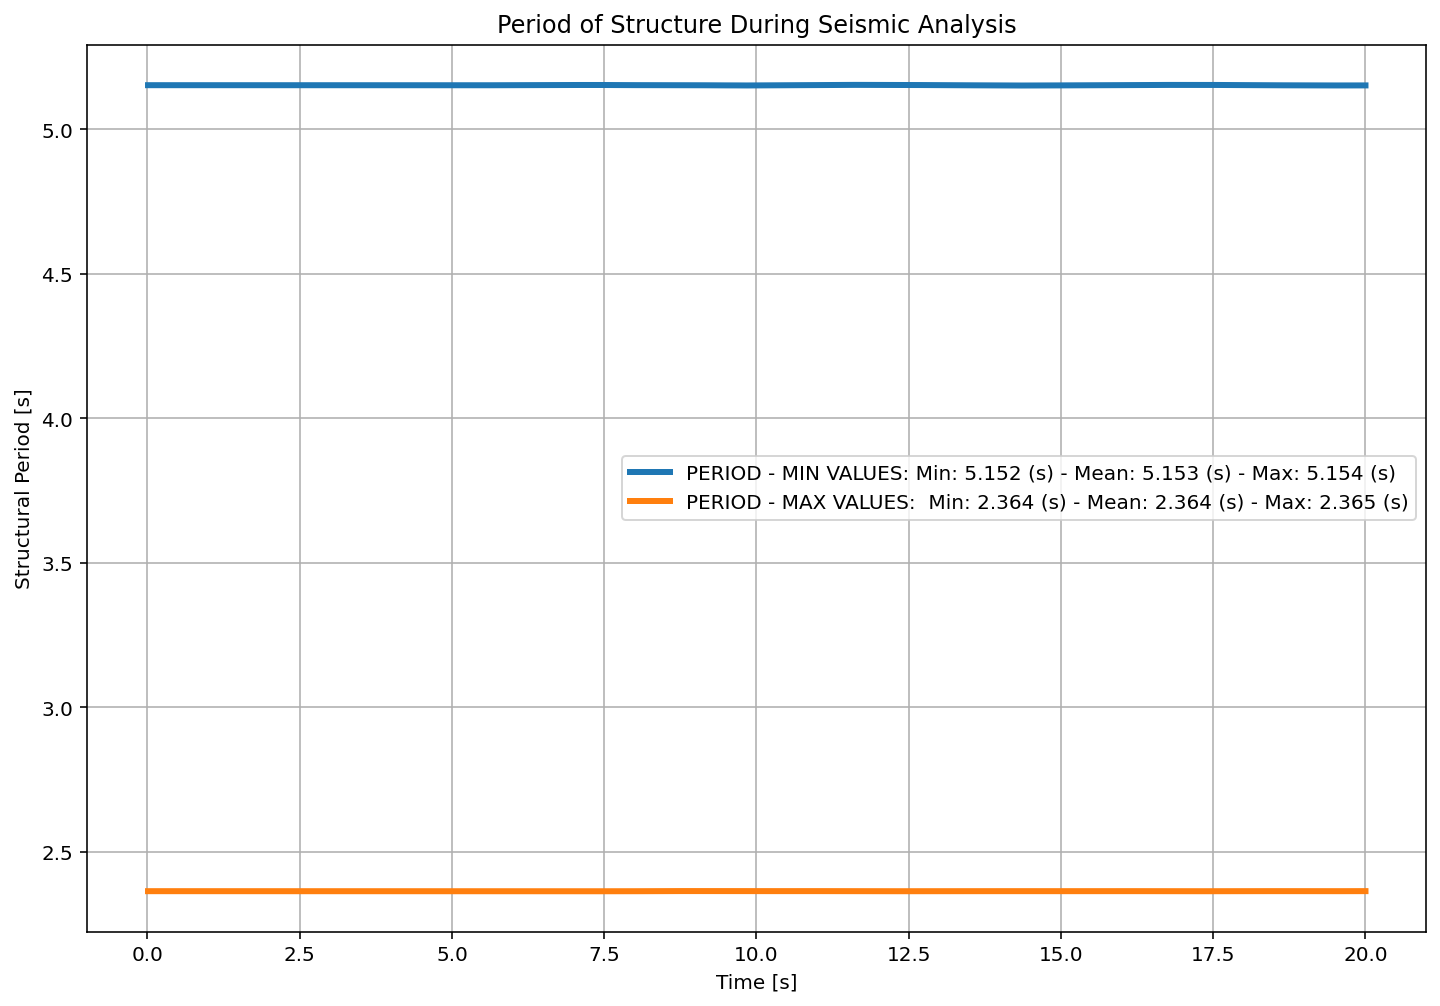 Period of Structure During Seismic Analysis
5.0
4.5
4.0
3.5
3.0
2.5
Structural Period [s]
PERIOD - MIN VALUES: Min: 5.152 (s) - Mean: 5.153 (s) - Max: 5.154 (s)
PERIOD - MAX VALUES:  Min: 2.364 (s) - Mean: 2.364 (s) - Max: 2.365 (s)
0.0 2.5 5.0 7.5 10.0 12.5 15.0 17.5 20.0
Time [s]